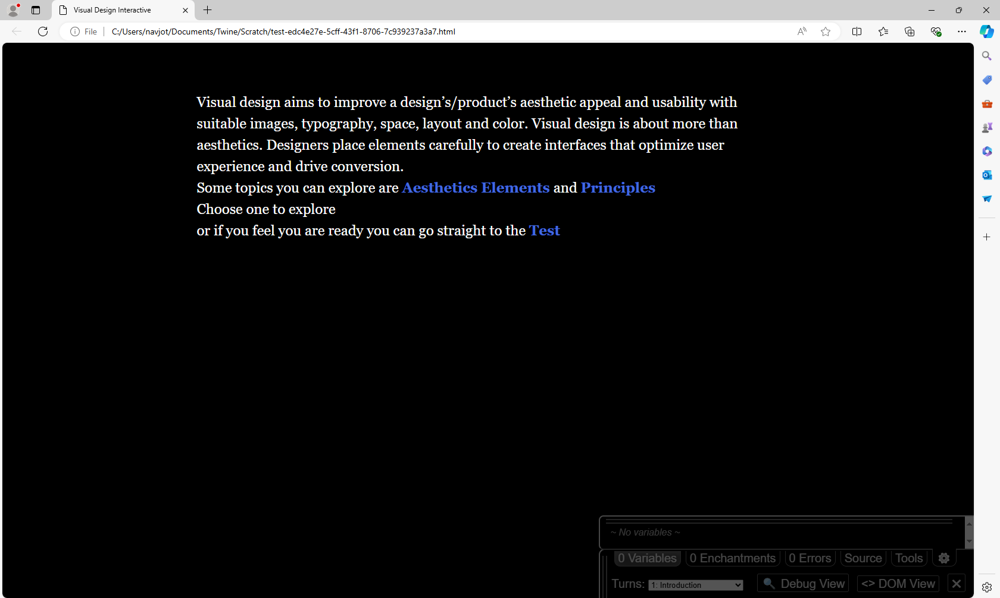 Visual Design Interactive
File
C:/Users/navjot/Documents/Twine/Scratch/test-edc4e27e-5cff-43f1-8706-7c939237a3a7.html
Visual design aims to improve a design’s/product’s aesthetic appeal and usability with
suitable images, typography, space, layout and color. Visual design is about more than
aesthetics. Designers place elements carefully to create interfaces that optimize user
experience and drive conversion.
Some topics you can explore are Aesthetics Elements and Principles
Choose one to explore
or if you feel you are ready you can go straight to the Test
~ No variables ~
0 Variables 0 Enchantments 0 Errors Source Tools
Turns: 1: Introduction Debug View <> DOM View